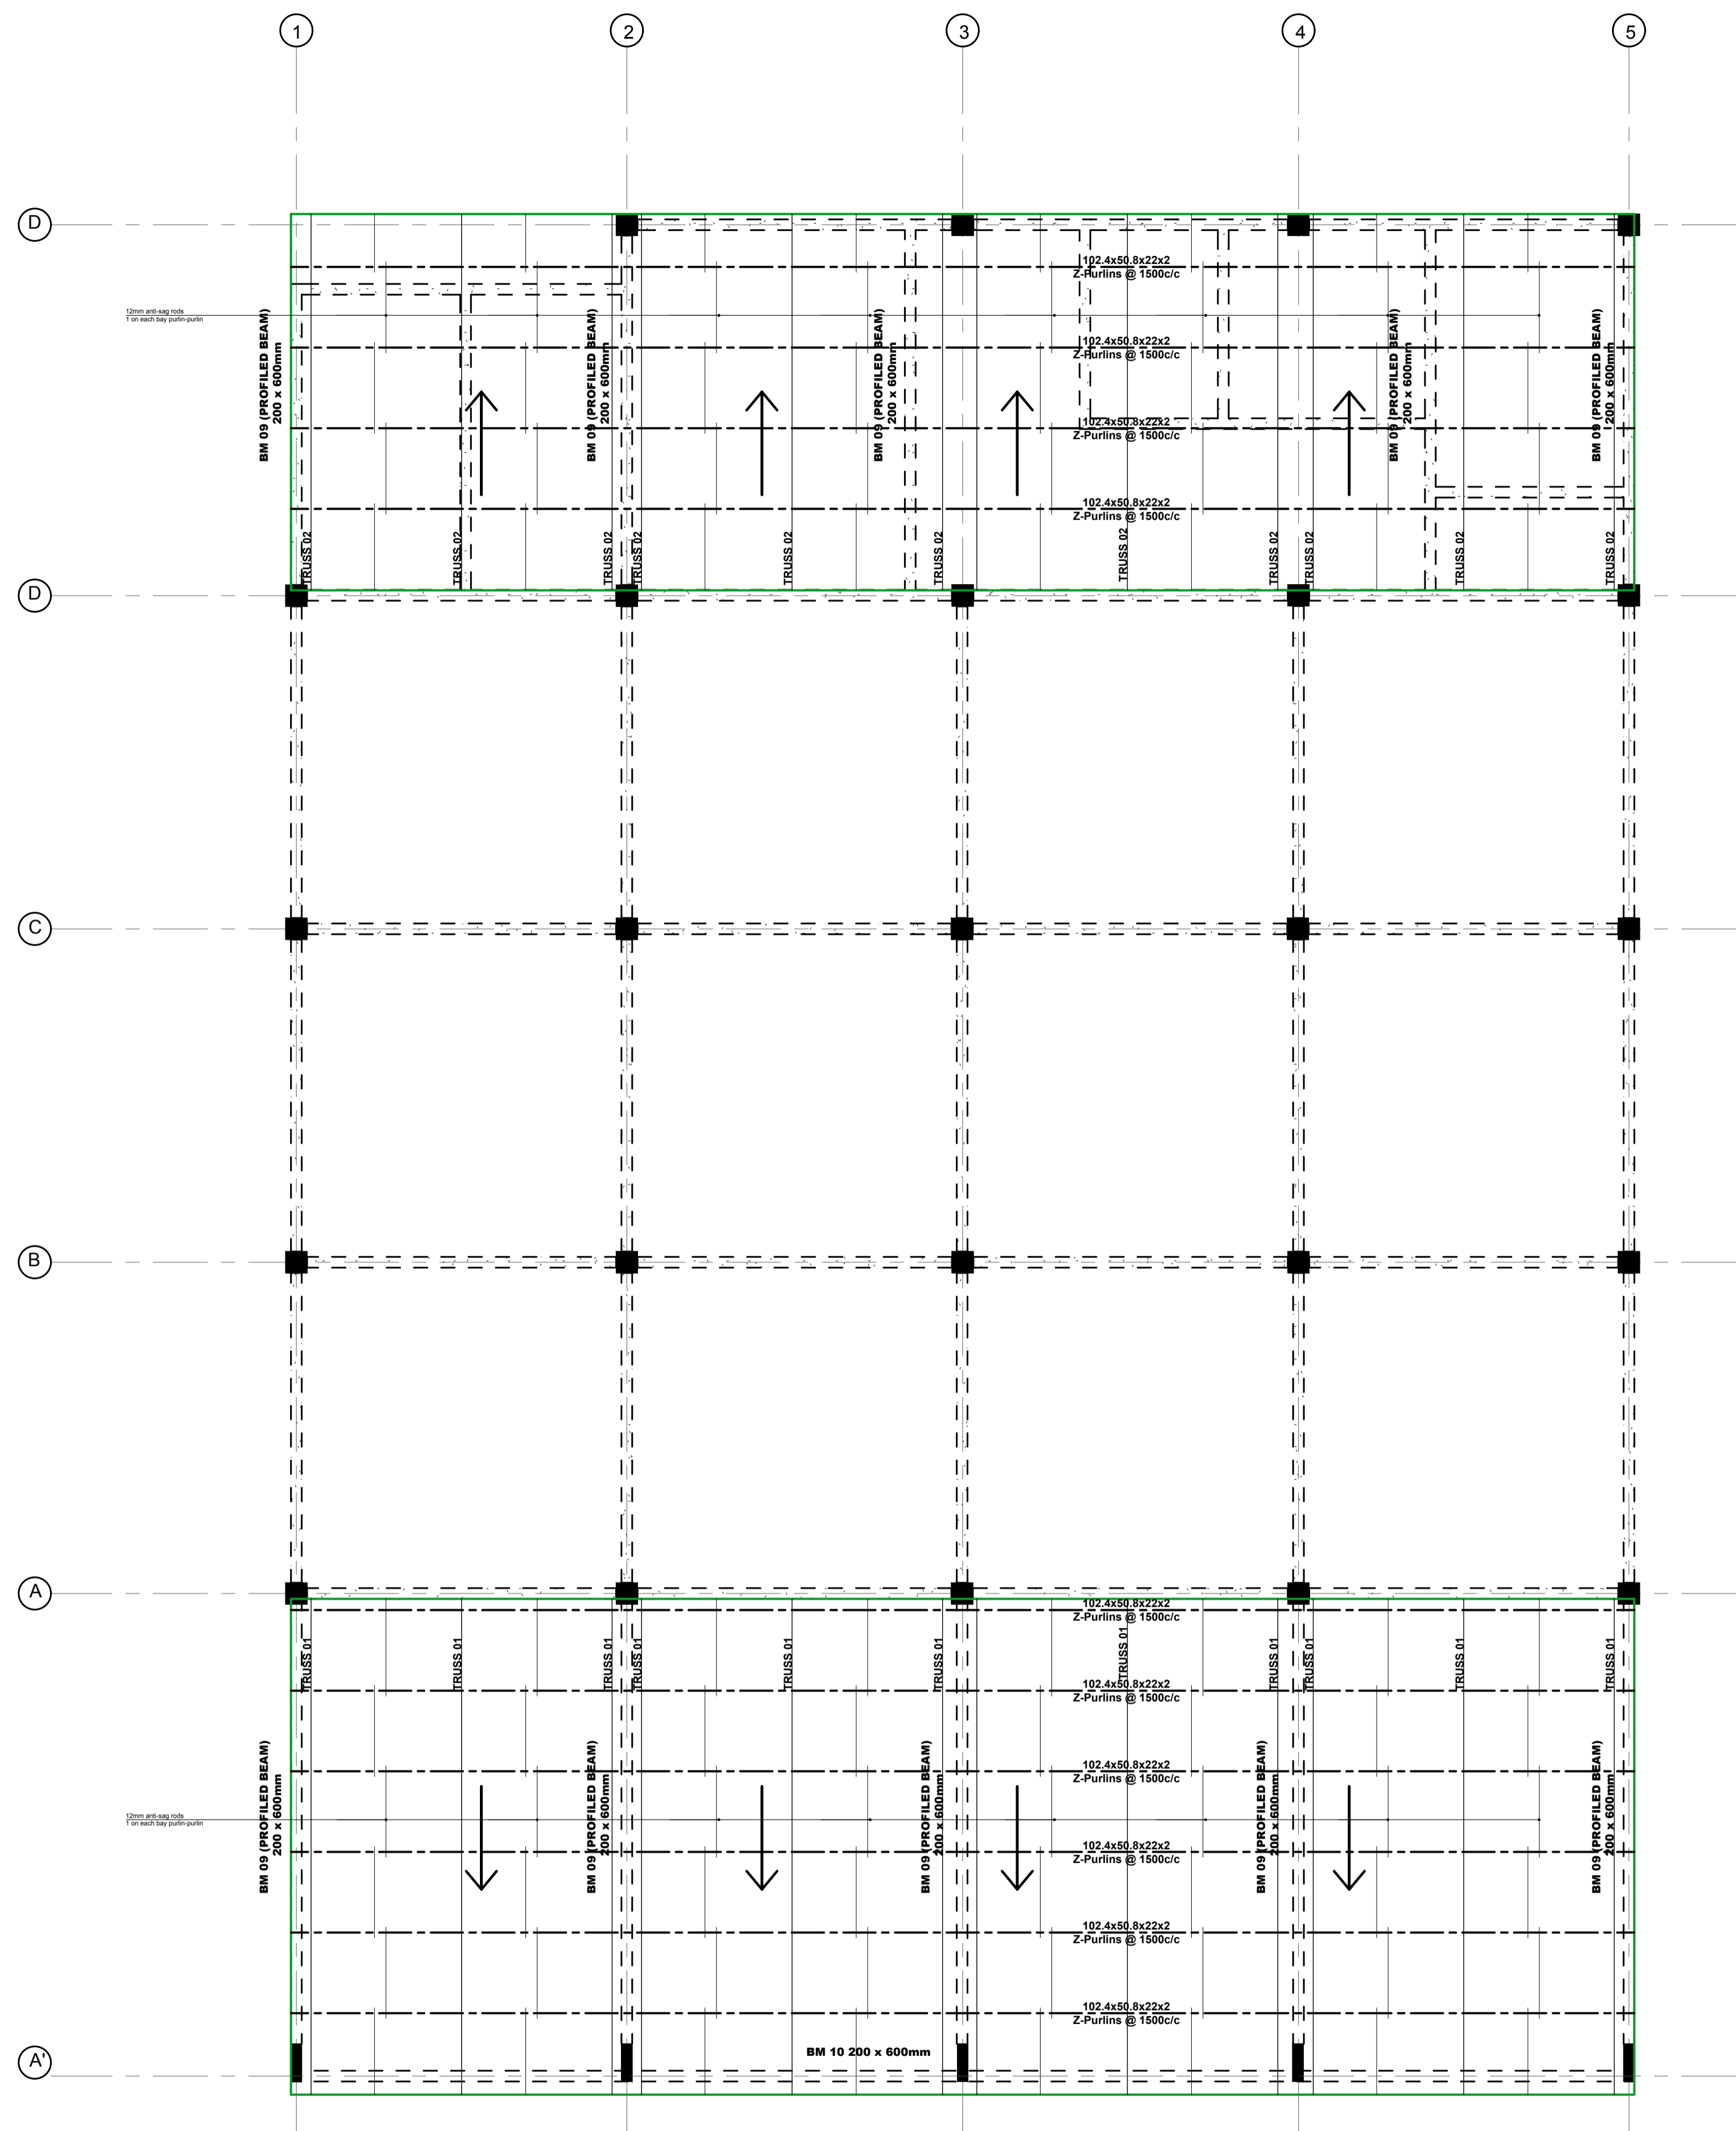 1
2
3
4
5
D
102.4x50.8x22x2
Z-Purlins @ 1500c/c
12mm anti-sag rods
1 on each bay purlin-purlin
BM 09 (PROFILED BEAM)
200 x 600mm
BM 09 (PROFILED BEAM)
200 x 600mm
BM 09 (PROFILED BEAM)
200 x 600mm
BM 09 (PROFILED BEAM)
200 x 600mm
BM 09 (PROFILED BEAM)
200 x 600mm
102.4x50.8x22x2
Z-Purlins @ 1500c/c
102.4x50.8x22x2
Z-Purlins @ 1500c/c
102.4x50.8x22x2
Z-Purlins @ 1500c/c
TRUSS 02
TRUSS 02
TRUSS 02
TRUSS 02
TRUSS 02
TRUSS 02
TRUSS 02
TRUSS 02
TRUSS 02
TRUSS 02
TRUSS 02
D
C
B
A
102.4x50.8x22x2
Z-Purlins @ 1500c/c
TRUSS 01
TRUSS 01
TRUSS 01
TRUSS 01
TRUSS 01
TRUSS 01
TRUSS 01
TRUSS 01
TRUSS 01
TRUSS 01
TRUSS 01
102.4x50.8x22x2
Z-Purlins @ 1500c/c
BM 09 (PROFILED BEAM)
200 x 600mm
BM 09 (PROFILED BEAM)
200 x 600mm
BM 09 (PROFILED BEAM)
200 x 600mm
BM 09 (PROFILED BEAM)
200 x 600mm
BM 09 (PROFILED BEAM)
200 x 600mm
102.4x50.8x22x2
Z-Purlins @ 1500c/c
12mm anti-sag rods
1 on each bay purlin-purlin
102.4x50.8x22x2
Z-Purlins @ 1500c/c
102.4x50.8x22x2
Z-Purlins @ 1500c/c
102.4x50.8x22x2
Z-Purlins @ 1500c/c
BM 10 200 x 600mm
A'